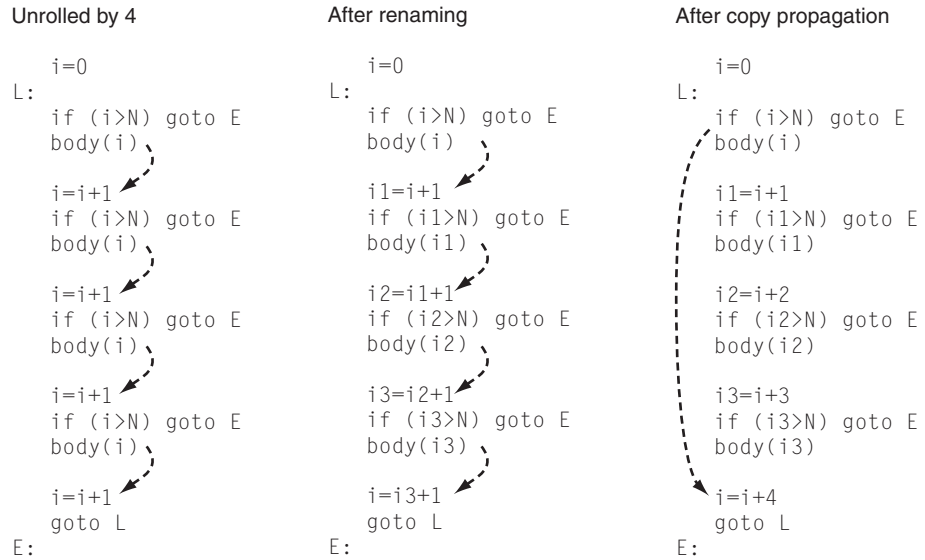 Unrolled by 4
i=0
L:
if (i>N) goto E
body(i)
i=i+1
if (i>N) goto E
body(i)
i=i+1
if (i>N) goto E
body(i)
i=i+1
if (i>N) goto E
body(i)
i=i+1
goto L
E:
After renaming
i=0
L:
if (i>N) goto E
body(i)
i1=i+1
if (i1>N) goto E
body(i1)
i2=i1+1
if (i2>N) goto E
body(i2)
i3=i2+1
if (i3>N) goto E
body(i3)
i=i3+1
goto L
E:
After copy propagation
i=0
L:
if (i>N) goto E
body(i)
i1=i+1
if (i1>N) goto E
body(i1)
i2=i+2
if (i2>N) goto E
body(i2)
i3=i+3
if (i3>N) goto E
body(i3)
i=i+4
goto L
E: